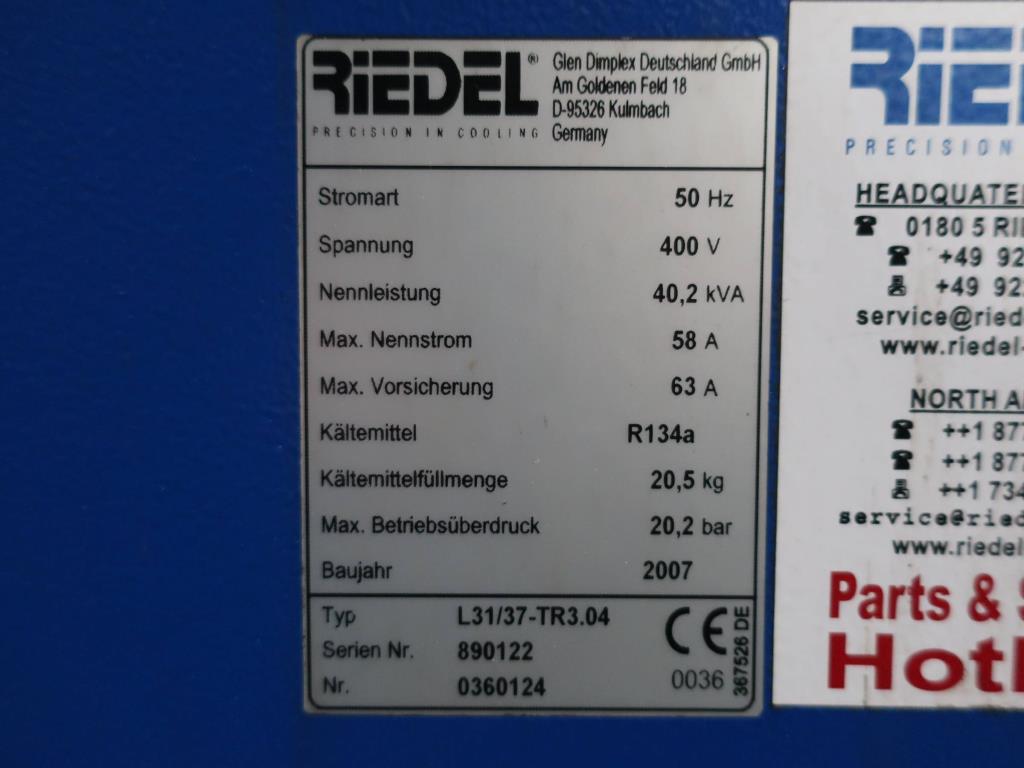 RIEDEL®
PRECISION IN COOLING
Glen Dimplex Deutschland GmbH
Am Goldenen Feld 18
D-95326 Kulmbach
Germany
Stromart 50 Hz
Spannung 400 V
Nennleistung 40,2 kVA
Max. Nennstrom 58 A
Max. Vorsicherung 63 A
Kältemittel R134a
Kältemittelfüllmenge 20,5 kg
Max. Betriebsüberdruck 20,2 bar
Baujahr 2007
Typ L31/37-TR3.04
Serien Nr. 890122
Nr. 0360124
CE
0036
367526 DE
RIE
PRECISION
HEADQUATE
☎ 0180 5 RI
☎ +49 92
+49 92
service@ried
www.riedel-
NORTH A
☎ ++1 877
☎ ++1 877
++1 734
service@ried
www.riedel
Parts &
Hotl